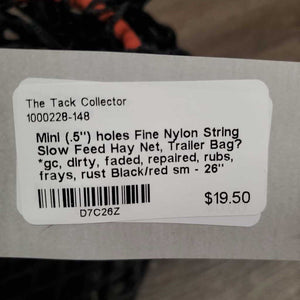 The Tack Collector
1000228-148
Mini (.5") holes Fine Nylon String
Slow Feed Hay Net, Trailer Bag?
*gc, dirty, faded, repaired, rubs,
frays, rust Black/red sm - 26"
$19.50
D7C26Z